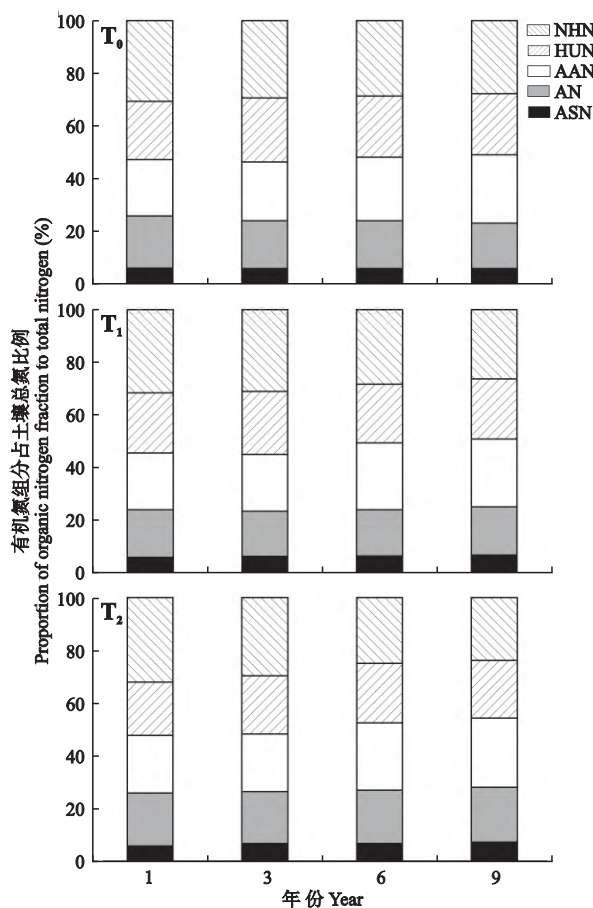 有机氮组分占土壤总氮比例
Proportion of organic nitrogen fraction to total nitrogen (%)
T0
100
80
60
40
20
0
NHN
HUN
AAN
AN
ASN
T1
100
80
60
40
20
0
T2
100
80
60
40
20
0
1 3 6 9
年份 Year